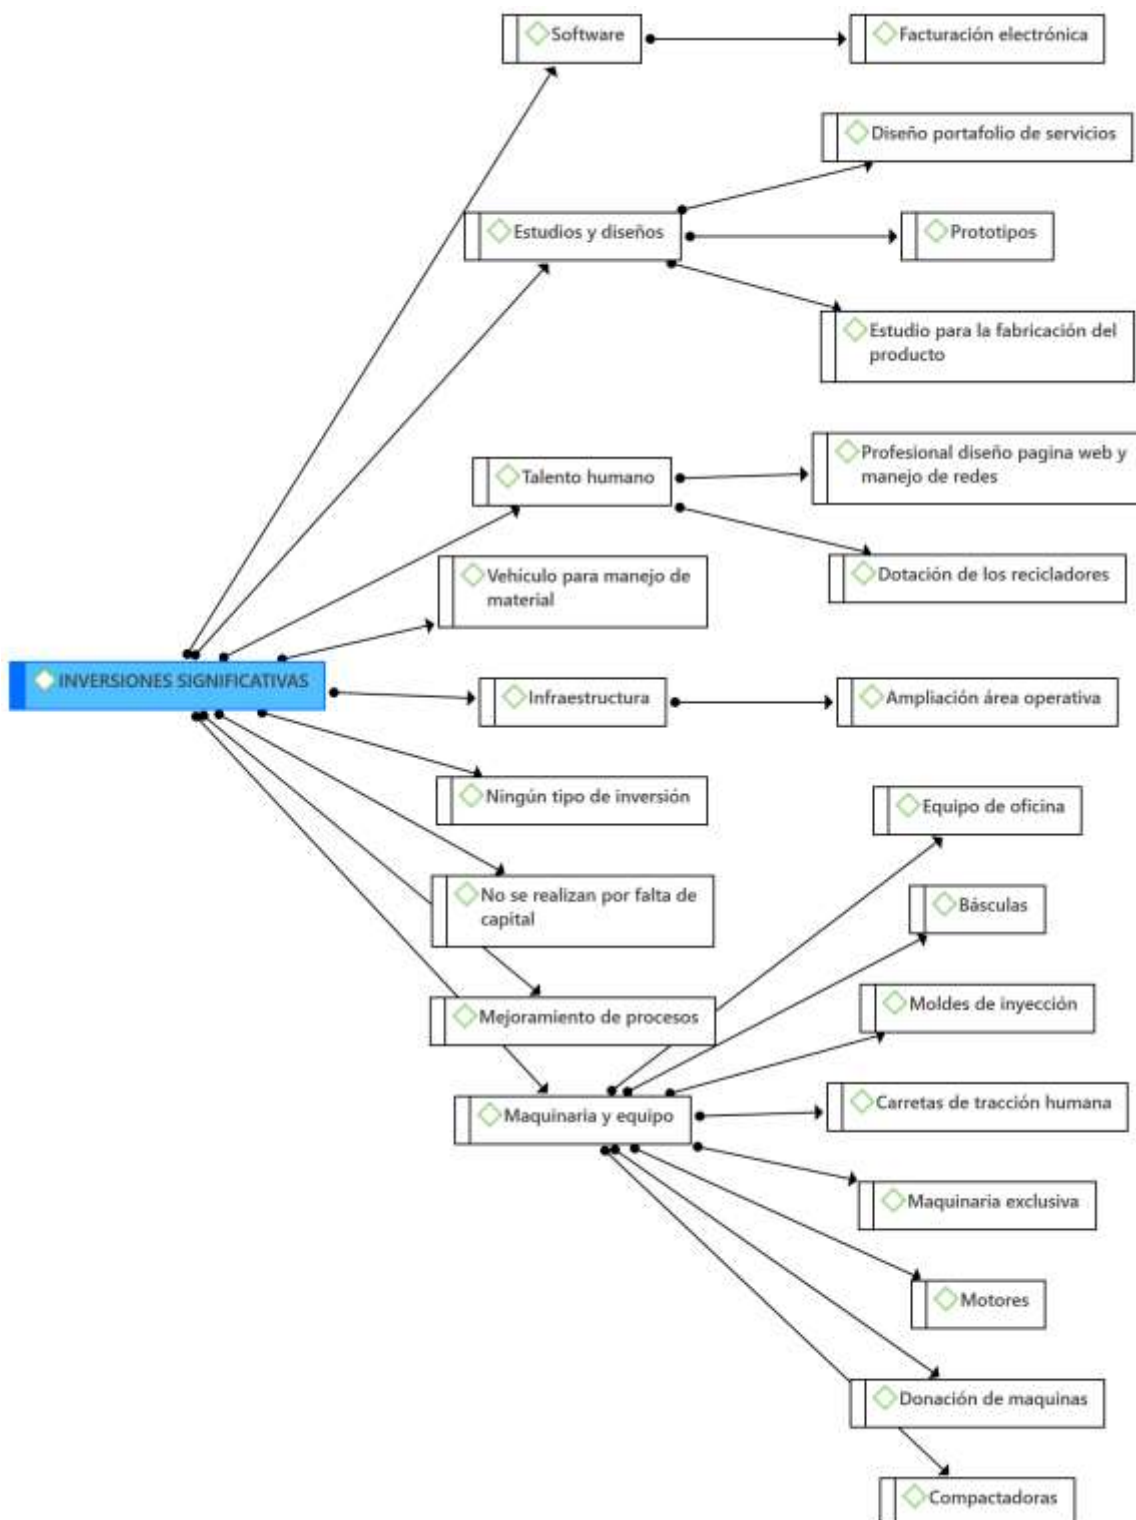 Software
Facturación electrónica
Diseño portafolio de servicios
Estudios y diseños
Prototipos
Estudio para la fabricación del
producto
Profesional diseño pagina web y
manejo de redes
Talento humano
Dotación de los recicladores
Vehículo para manejo de
material
INVERSIONES SIGNIFICATIVAS
Infraestructura
Ampliación área operativa
Ningún tipo de inversión
Equipo de oficina
No se realizan por falta de
capital
Básculas
Mejoramiento de procesos
Moldes de inyección
Maquinaria y equipo
Carretas de tracción humana
Maquinaria exclusiva
Motores
Donación de maquinas
Compactadoras